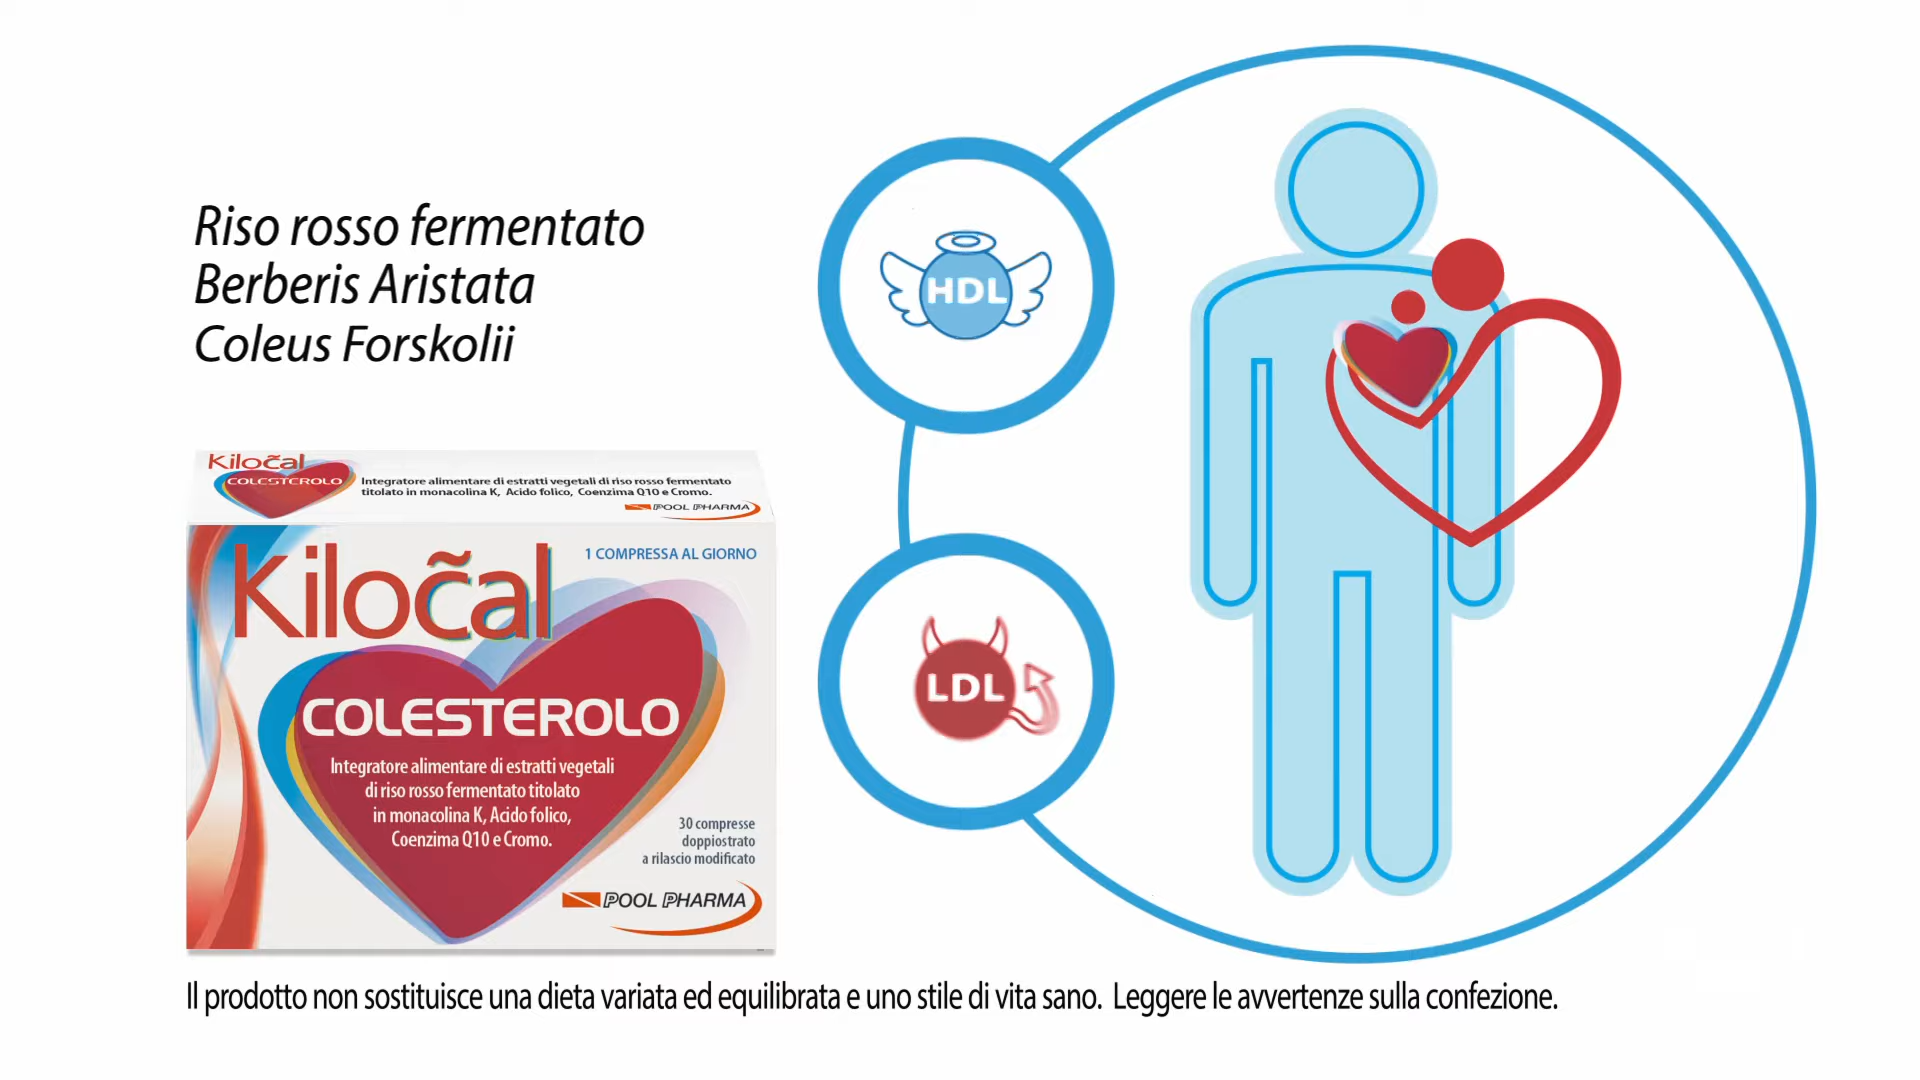 Riso rosso fermentato
Berberis Aristata
Coleus Forskolii
HDL
LDL
Kilocal
COLESTEROLO
Integratore alimentare di estratti vegetali di riso rosso fermentato
titolato in monacolina K, Acido folico, Coenzima Q10 e Cromo.
POOL PHARMA
Kiloc̃al
1 COMPRESSA AL GIORNO
COLESTEROLO
Integratore alimentare di estratti vegetali
di riso rosso fermentato titolato
in monacolina K, Acido folico,
Coenzima Q10 e Cromo.
30 compresse
doppiostrato
a rilascio modificato
POOL PHARMA
Il prodotto non sostituisce una dieta variata ed equilibrata e uno stile di vita sano. Leggere le avvertenze sulla confezione.